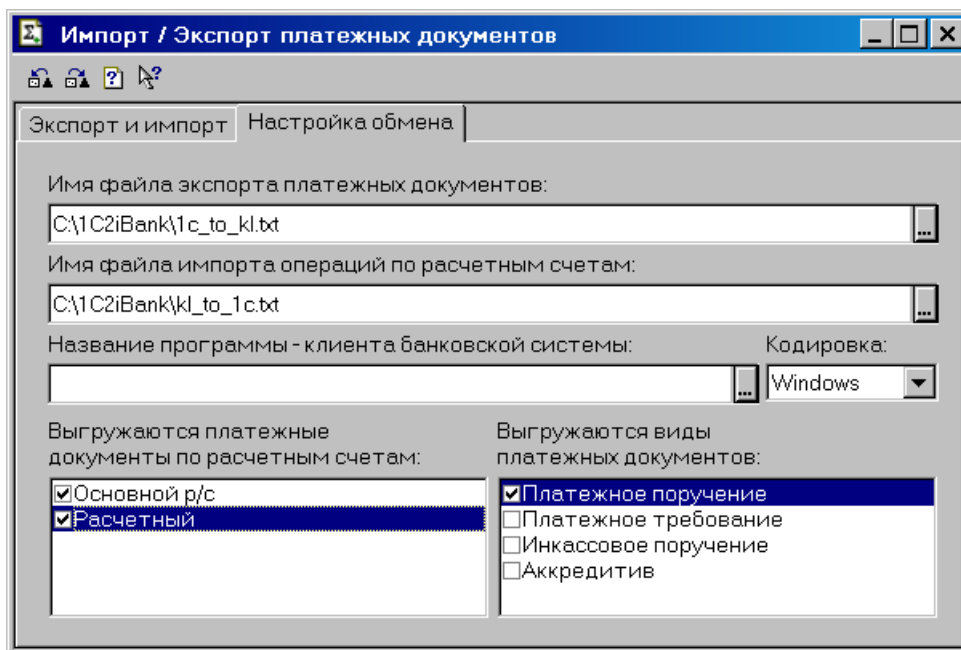 Импорт / Экспорт платежных документов
Экспорт и импорт
Настройка обмена
Имя файла экспорта платежных документов:
C:\1C2iBank\1c_to_kl.txt
...
Имя файла импорта операций по расчетным счетам:
C:\1C2iBank\kl_to_1c.txt
...
Название программы - клиента банковской системы:
Кодировка:
...
Windows
Выгружаются платежные
документы по расчетным счетам:
Основной р/с
Расчетный
Выгружаются виды
платежных документов:
Платежное поручение
Платежное требование
Инкассовое поручение
Аккредитив